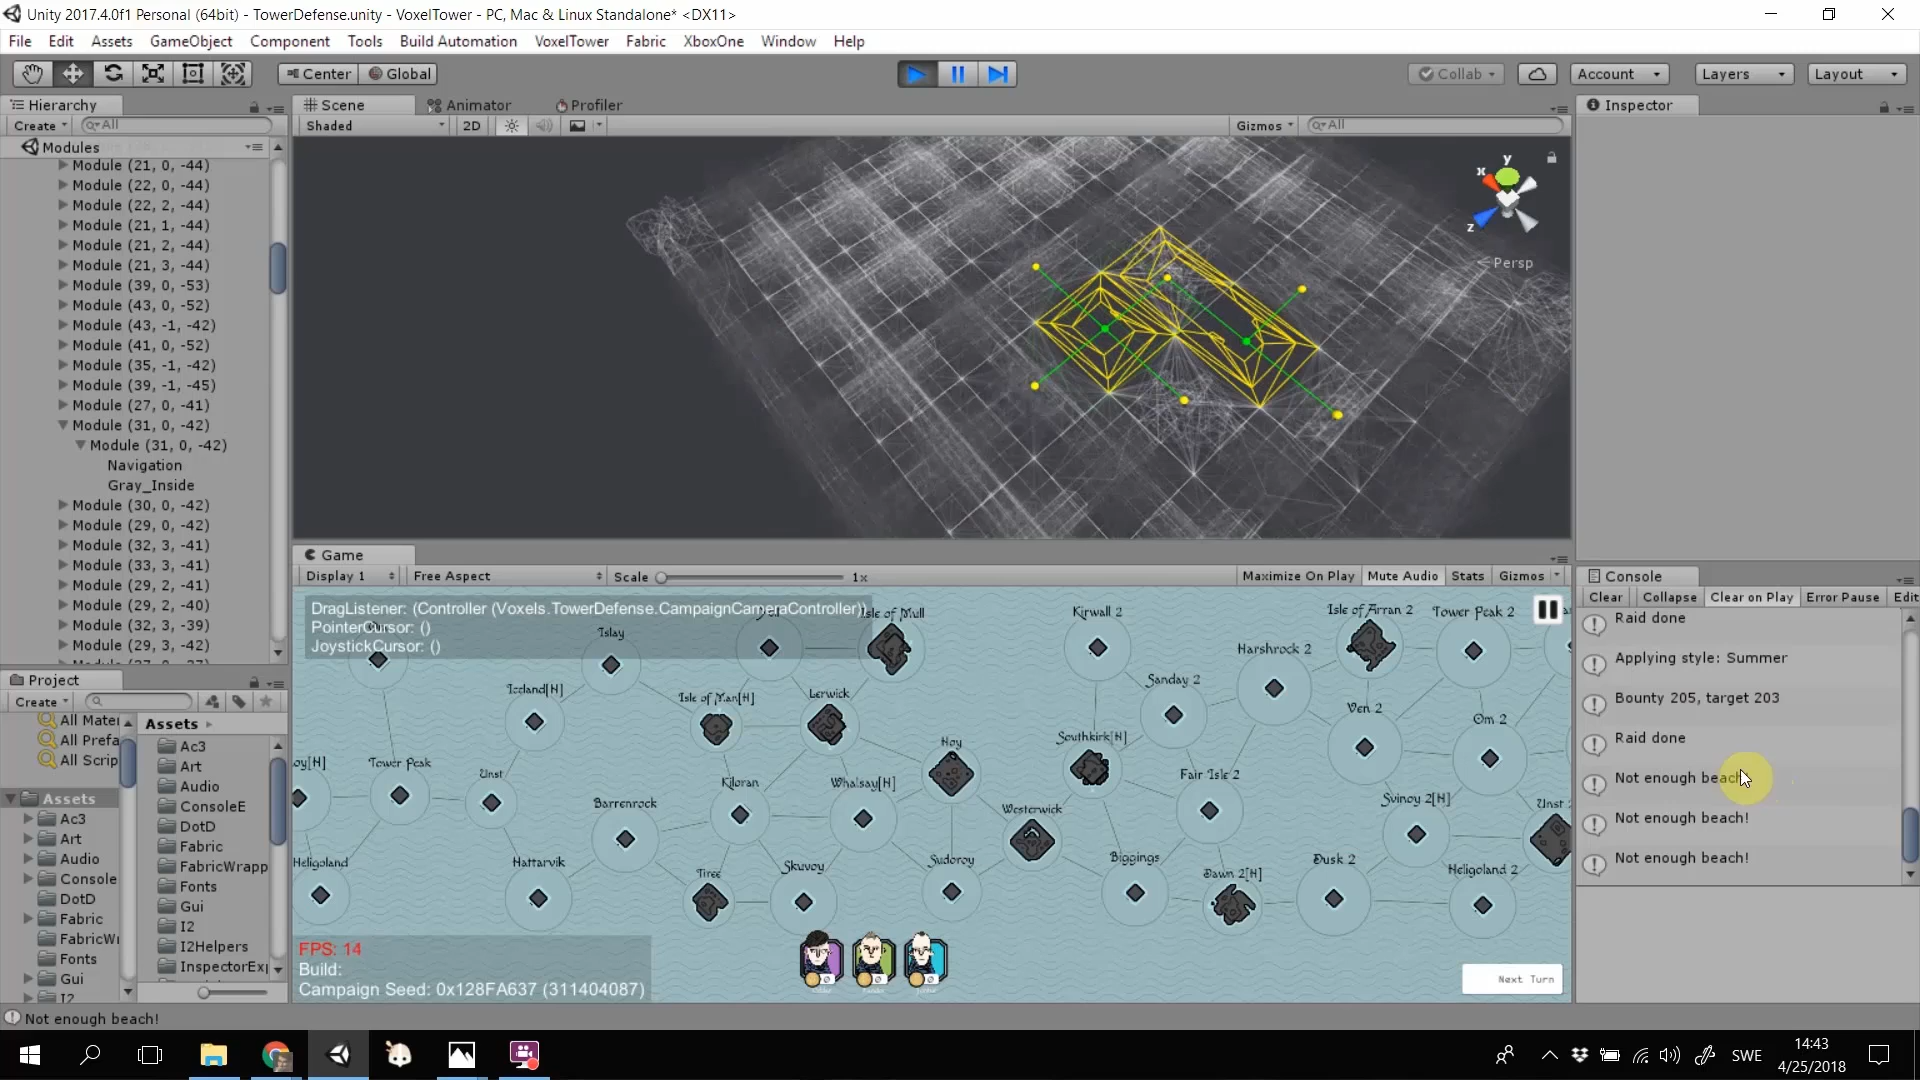 Unity 2017.4.0f1 Personal (64bit) - TowerDefense.unity - VoxelTower - PC, Mac & Linux Standalone* <DX11>
File Edit Assets GameObject Component Tools Build Automation VoxelTower Fabric XboxOne Window Help
Center Global Collab Account Layers Layout
Hierarchy Scene Animator Profiler Inspector
Create All Shaded 2D Gizmos All
Modules
Module (21, 0, -44)
Module (22, 0, -44)
Module (22, 2, -44)
Module (21, 1, -44)
Module (21, 2, -44)
Module (21, 3, -44)
Module (39, 0, -53)
Module (43, 0, -52)
Module (43, -1, -42)
Module (41, 0, -52)
Module (35, -1, -42)
Module (39, -1, -45)
Module (27, 0, -41)
Module (31, 0, -42)
Module (31, 0, -42)
Navigation
Gray_Inside
Module (30, 0, -42)
Module (29, 0, -42)
Module (32, 3, -41)
Module (33, 3, -41)
Module (29, 2, -41)
Module (29, 2, -40)
Module (32, 3, -39)
Module (29, 3, -42)
y
x
z
Persp
Game
Display 1 Free Aspect Scale 1x Maximize On Play Mute Audio Stats Gizmos
DragListener: (Controller (Voxels.TowerDefense.CampaignCameraController))
PointerCursor: ()
JoystickCursor: ()
Isle of Mull
Kirwall 2
Isle of Arran 2
Tower Peak 2
Islay
Harshrock 2
Iceland[H]
Isle of Man[H]
Lerwick
Sanday 2
Ven 2
Om 2
Hoy
Southkirk[H]
Tower Peak
Unst
Kiloran
Whalsay[H]
Fair Isle 2
Barrenrock
Westerwick
Svinoy 2[H]
Unst
Heligoland
Hattarvik
Tiree
Skuvoy
Sudoroy
Biggings
Dawn 2[H]
Dusk 2
Heligoland 2
FPS: 14
Build:
Campaign Seed: 0x128FA637 (311404087)
Next Turn
Project
Create
All Mater
All Prefa
All Scrip
Assets
Ac3
Art
Audio
Console
DotD
Fabric
FabricWr
Fonts
Gui
I2
Assets
Ac3
Art
Audio
ConsoleE
DotD
Fabric
FabricWrapp
Fonts
Gui
I2
I2Helpers
InspectorExp
Console
Clear Collapse Clear on Play Error Pause Edit
Raid done
Applying style: Summer
Bounty 205, target 203
Raid done
Not enough beach!
Not enough beach!
Not enough beach!
Not enough beach!
SWE
14:43
4/25/2018